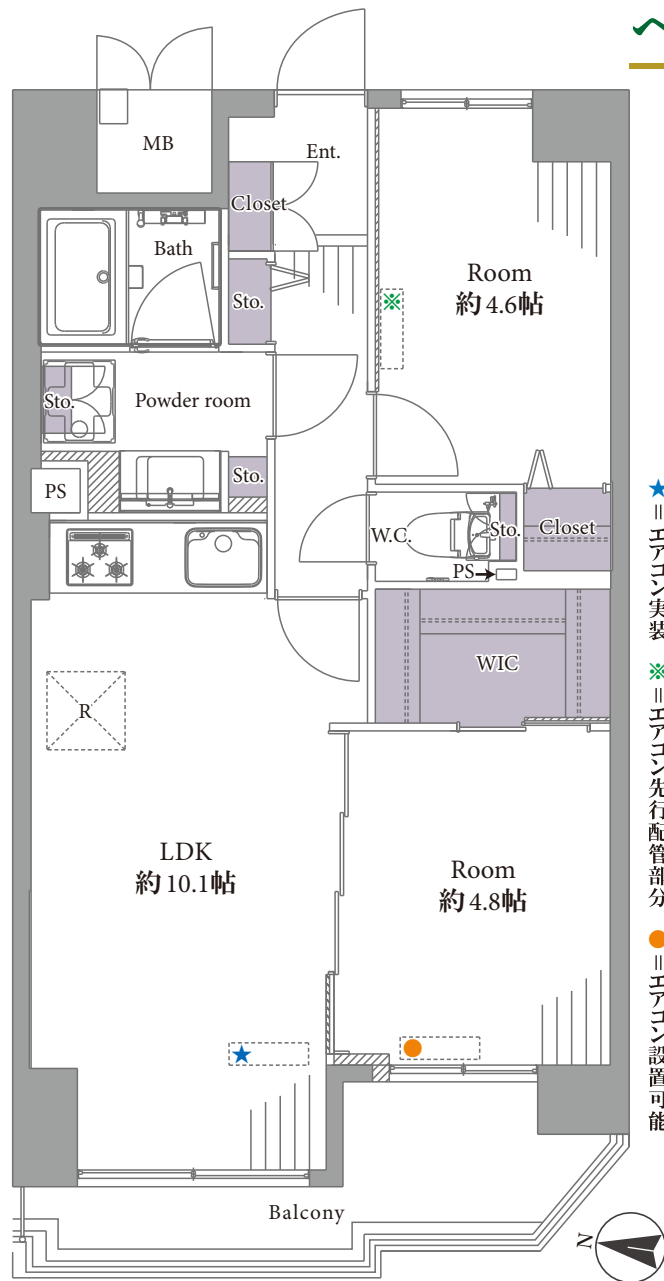 MB
Ent.
Closet
Bath
Sto.
Room
約4.6帖
※
Sto.
Powder room
Sto.
PS
W.C.
Sto.
Closet
PS
WIC
R
LDK
約10.1帖
Room
約4.8帖
★
●
Balcony
N
★=エアコン実装
※=エアコン先行配管部分
●=エアコン設置可能